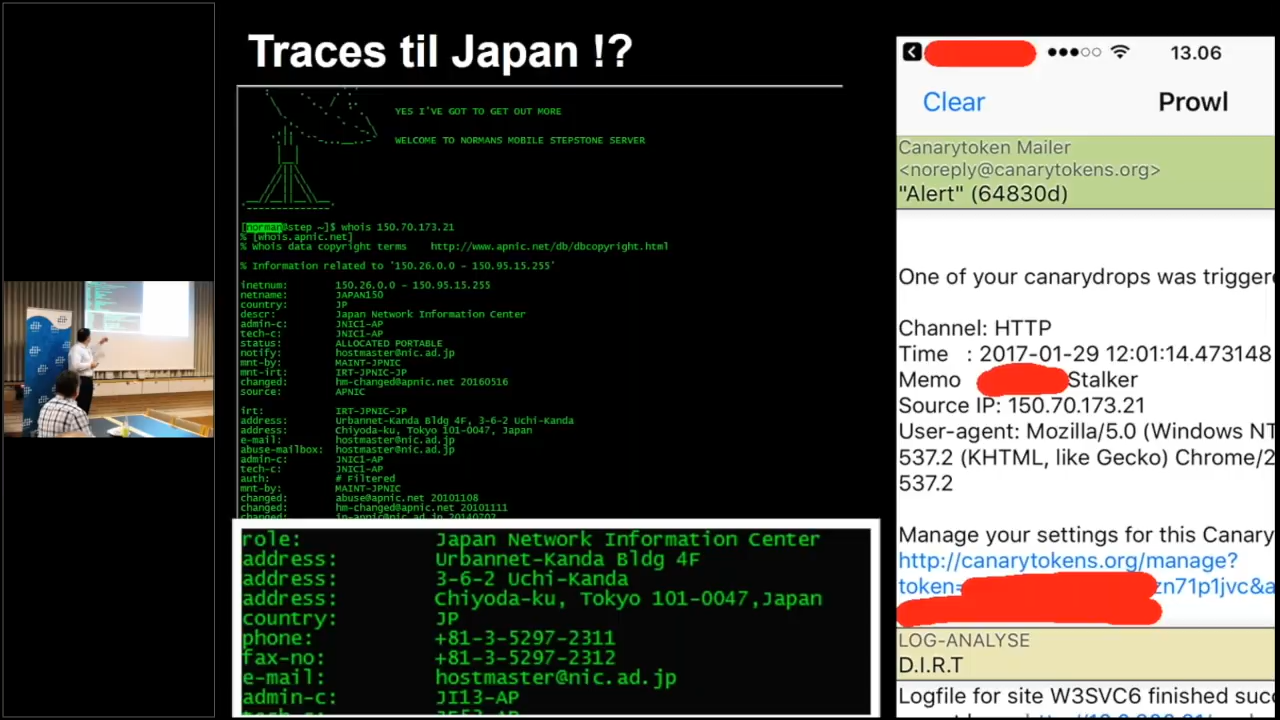 Traces til Japan !?
YES I'VE GOT TO GET OUT MORE
WELCOME TO NORMANS MOBILE STEPSTONE SERVER
[norman@step ~]$ whois 150.70.173.21
% [whois.apnic.net]
% Whois data copyright terms    http://www.apnic.net/db/dbcopyright.html
% Information related to '150.26.0.0 - 150.95.15.255'
inetnum:        150.26.0.0 - 150.95.15.255
netname:        JAPAN150
country:        JP
descr:          Japan Network Information Center
admin-c:        JNIC1-AP
tech-c:         JNIC1-AP
status:         ALLOCATED PORTABLE
notify:         hostmaster@nic.ad.jp
mnt-by:         MAINT-JPNIC
mnt-irt:        IRT-JPNIC-JP
changed:        hm-changed@apnic.net 20160516
source:         APNIC
irt:            IRT-JPNIC-JP
address:        Urbannet-Kanda Bldg 4F, 3-6-2 Uchi-Kanda
address:        Chiyoda-ku, Tokyo 101-0047, Japan
e-mail:         hostmaster@nic.ad.jp
abuse-mailbox:  hostmaster@nic.ad.jp
admin-c:        JNIC1-AP
tech-c:         JNIC1-AP
auth:           # Filtered
mnt-by:         MAINT-JPNIC
changed:        abuse@apnic.net 20101108
changed:        hm-changed@apnic.net 20101111
changed:        ip-apnic@nic.ad.jp 20140702
role:           Japan Network Information Center
address:        Urbannet-Kanda Bldg 4F
address:        3-6-2 Uchi-Kanda
address:        Chiyoda-ku, Tokyo 101-0047,Japan
country:        JP
phone:          +81-3-5297-2311
fax-no:         +81-3-5297-2312
e-mail:         hostmaster@nic.ad.jp
admin-c:        JI13-AP
13.06
Clear Prowl
Canarytoken Mailer
<noreply@canarytokens.org>
"Alert" (64830d)
One of your canarydrops was triggere
Channel: HTTP
Time   : 2017-01-29 12:01:14.473148
Memo Stalker
Source IP: 150.70.173.21
User-agent: Mozilla/5.0 (Windows NT
537.2 (KHTML, like Gecko) Chrome/2
537.2
Manage your settings for this Canary
http://canarytokens.org/manage?
token= zn71p1jvc&a
LOG-ANALYSE
D.I.R.T
Logfile for site W3SVC6 finished succ